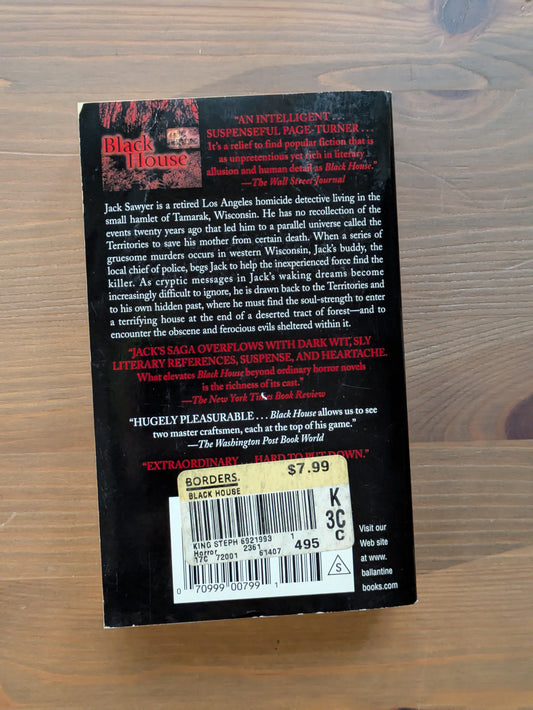 Black
House
"AN INTELLIGENT . . .
SUSPENSEFUL PAGE-TURNER . . .
It's a relief to find popular fiction that is
as unpretentious yet rich in literary
allusion and human detail as Black House."
—The Wall Street Journal
Jack Sawyer is a retired Los Angeles homicide detective living in the
small hamlet of Tamarak, Wisconsin. He has no recollection of the
events twenty years ago that led him to a parallel universe called the
Territories to save his mother from certain death. When a series of
gruesome murders occurs in western Wisconsin, Jack's buddy, the
local chief of police, begs Jack to help the inexperienced force find the
killer. As cryptic messages in Jack's waking dreams become
increasingly difficult to ignore, he is drawn back to the Territories and
to his own hidden past, where he must find the soul-strength to enter
a terrifying house at the end of a deserted tract of forest—and to
encounter the obscene and ferocious evils sheltered within it.
"JACK'S SAGA OVERFLOWS WITH DARK WIT, SLY
LITERARY REFERENCES, SUSPENSE, AND HEARTACHE.
What elevates Black House beyond ordinary horror novels
is the richness of its cast."
—The New York Times Book Review
"HUGELY PLEASURABLE . . . Black House allows us to see
two master craftsmen, each at the top of his game."
—The Washington Post Book World
"EXTRAORDINARY . . . HARD TO PUT DOWN."
BORDERS. $7.99
BLACK HOUSE
K
3C
C
KING STEPH 6921993 1
Horror 2361 495
17C 72001 61407
S
0 70999 00799 1
Visit our
Web site
at www.
ballantine
books.com